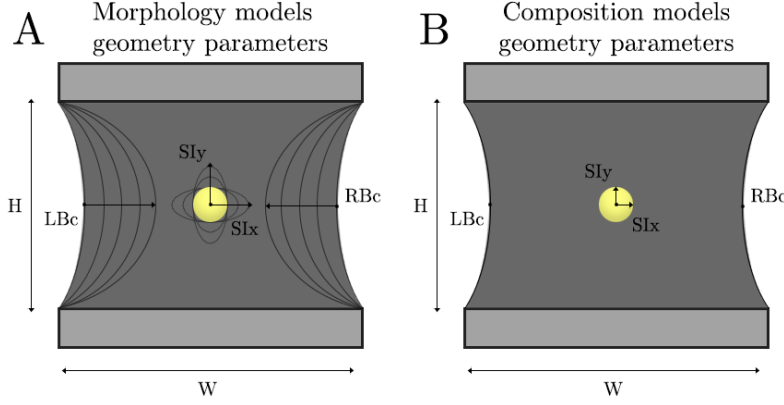 A
Morphology models
geometry parameters
SIy
SIx
H
LBc
RBc
W
B
Composition models
geometry parameters
SIy
SIx
H
LBc
RBc
W